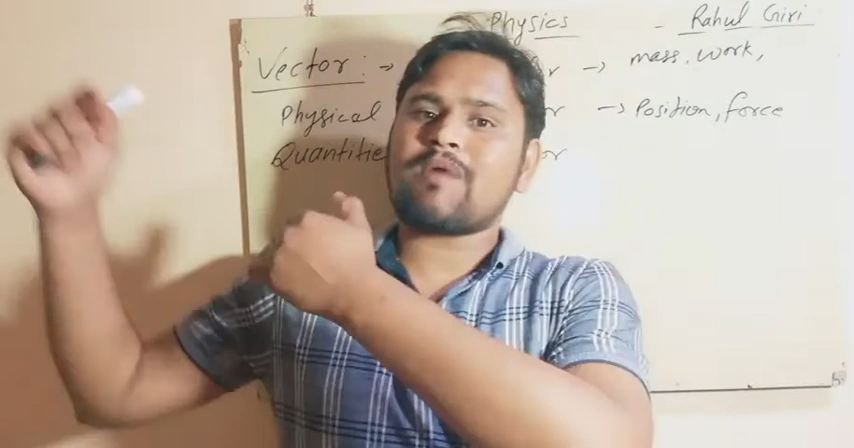 Physics - Rahul Giri
Vector :→ → mass, work,
Physical → Position, force
Quantitie